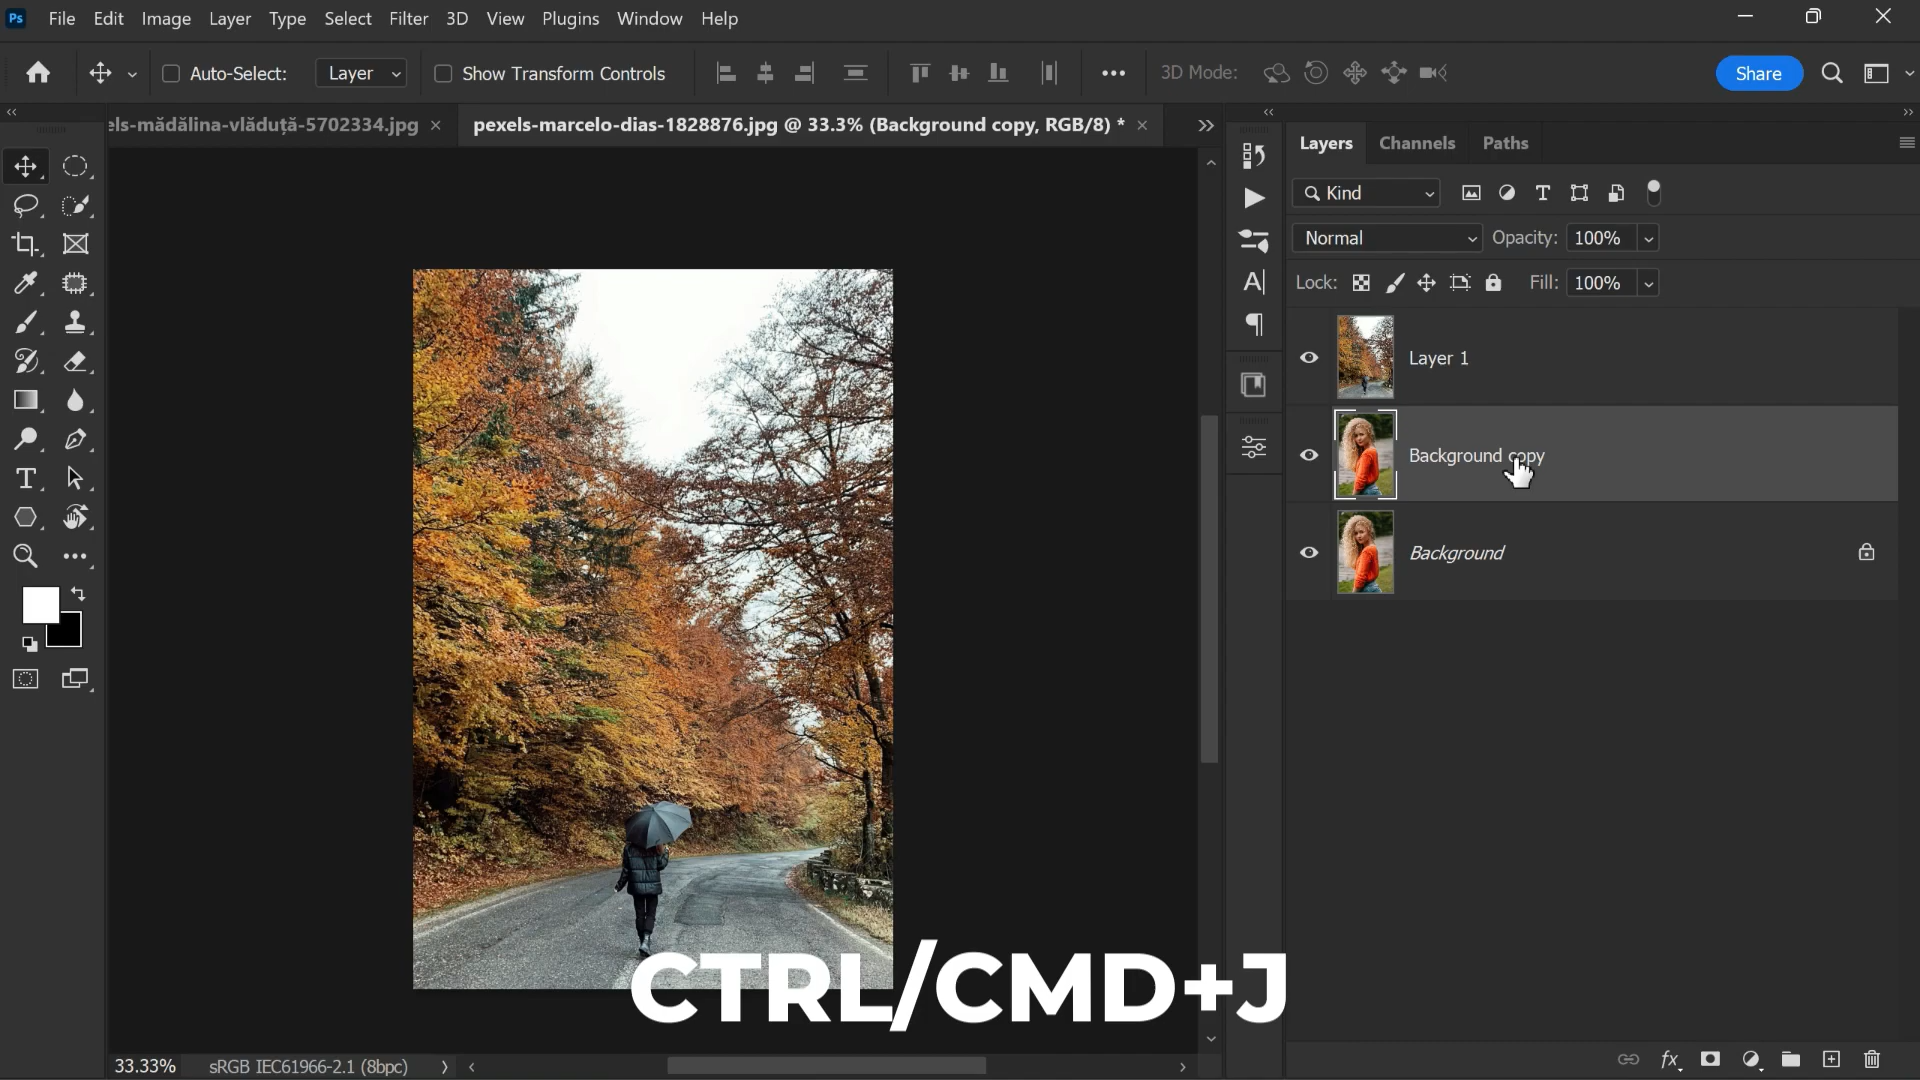 Ps File Edit Image Layer Type Select Filter 3D View Plugins Window Help
Auto-Select: Layer Show Transform Controls 3D Mode: Share
els-mădălina-vlăduță-5702334.jpg × pexels-marcelo-dias-1828876.jpg @ 33.3% (Background copy, RGB/8) * ×
Layers Channels Paths
Kind
Normal Opacity: 100%
Lock: Fill: 100%
Layer 1
Background copy
Background
CTRL/CMD+J
33.33% sRGB IEC61966-2.1 (8bpc)